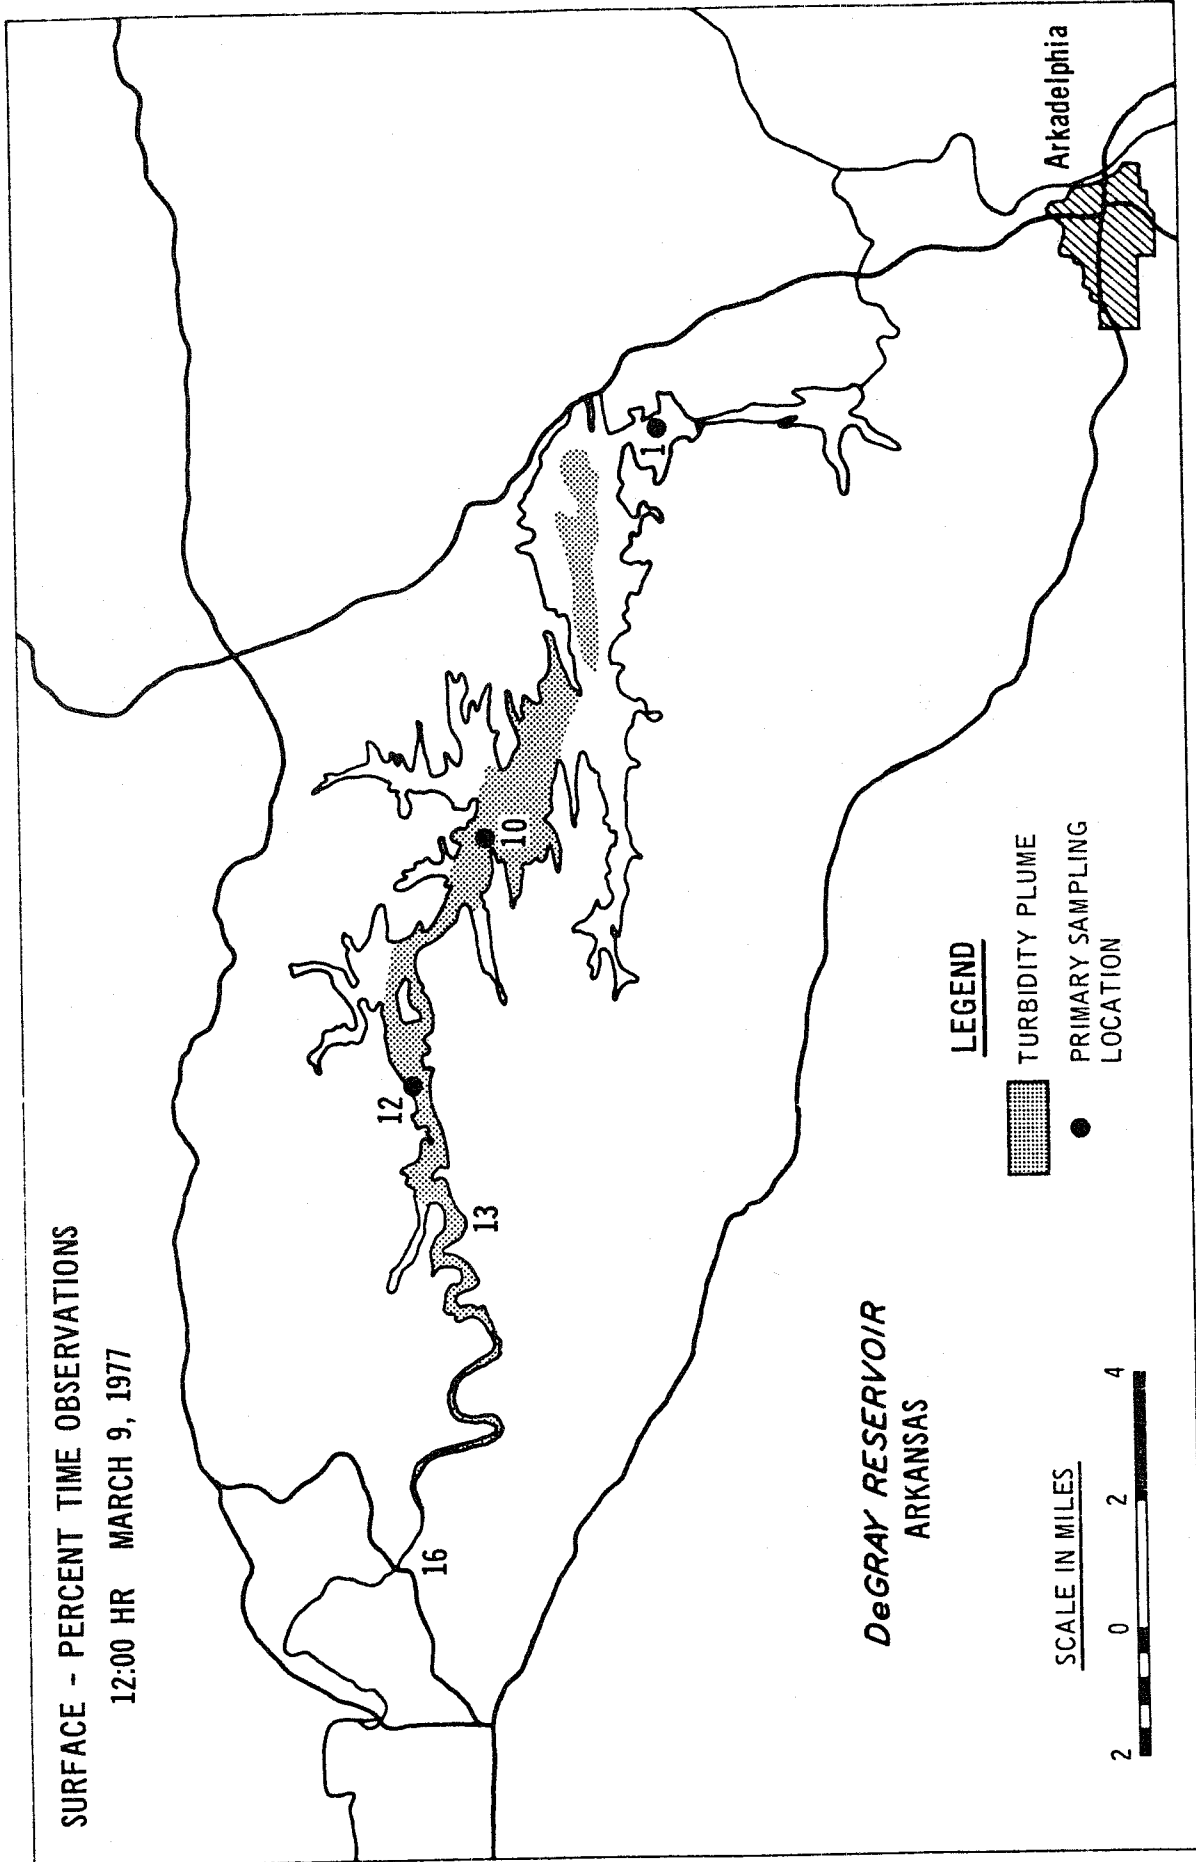 SURFACE - PERCENT TIME OBSERVATIONS
12:00 HR MARCH 9, 1977
Arkadelphia
1
10
12
13
16
LEGEND
TURBIDITY PLUME
PRIMARY SAMPLING
LOCATION
DeGRAY RESERVOIR
ARKANSAS
SCALE IN MILES
2 0 2 4